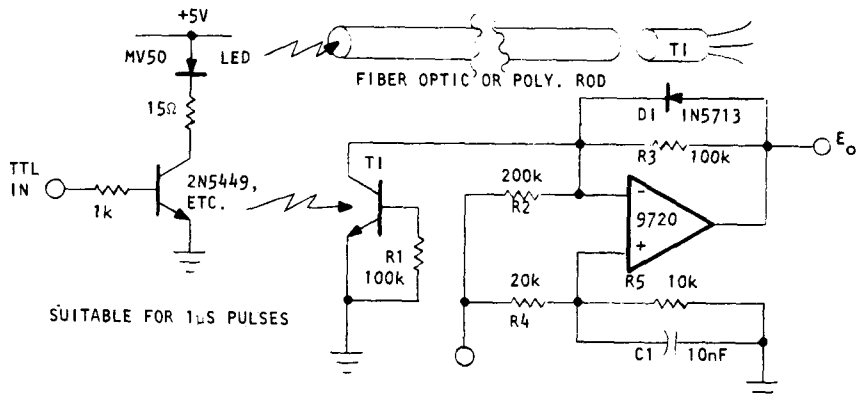 +5V
MV50
LED
T1
FIBER OPTIC OR POLY. ROD
15Ω
D1
IN5713
R3
100k
E₀
TTL
IN
1k
2N5449,
ETC.
T1
R1
100k
200k
R2
-
9720
+
20k
R4
R5
10k
C1
10nF
SUITABLE FOR 1μS PULSES